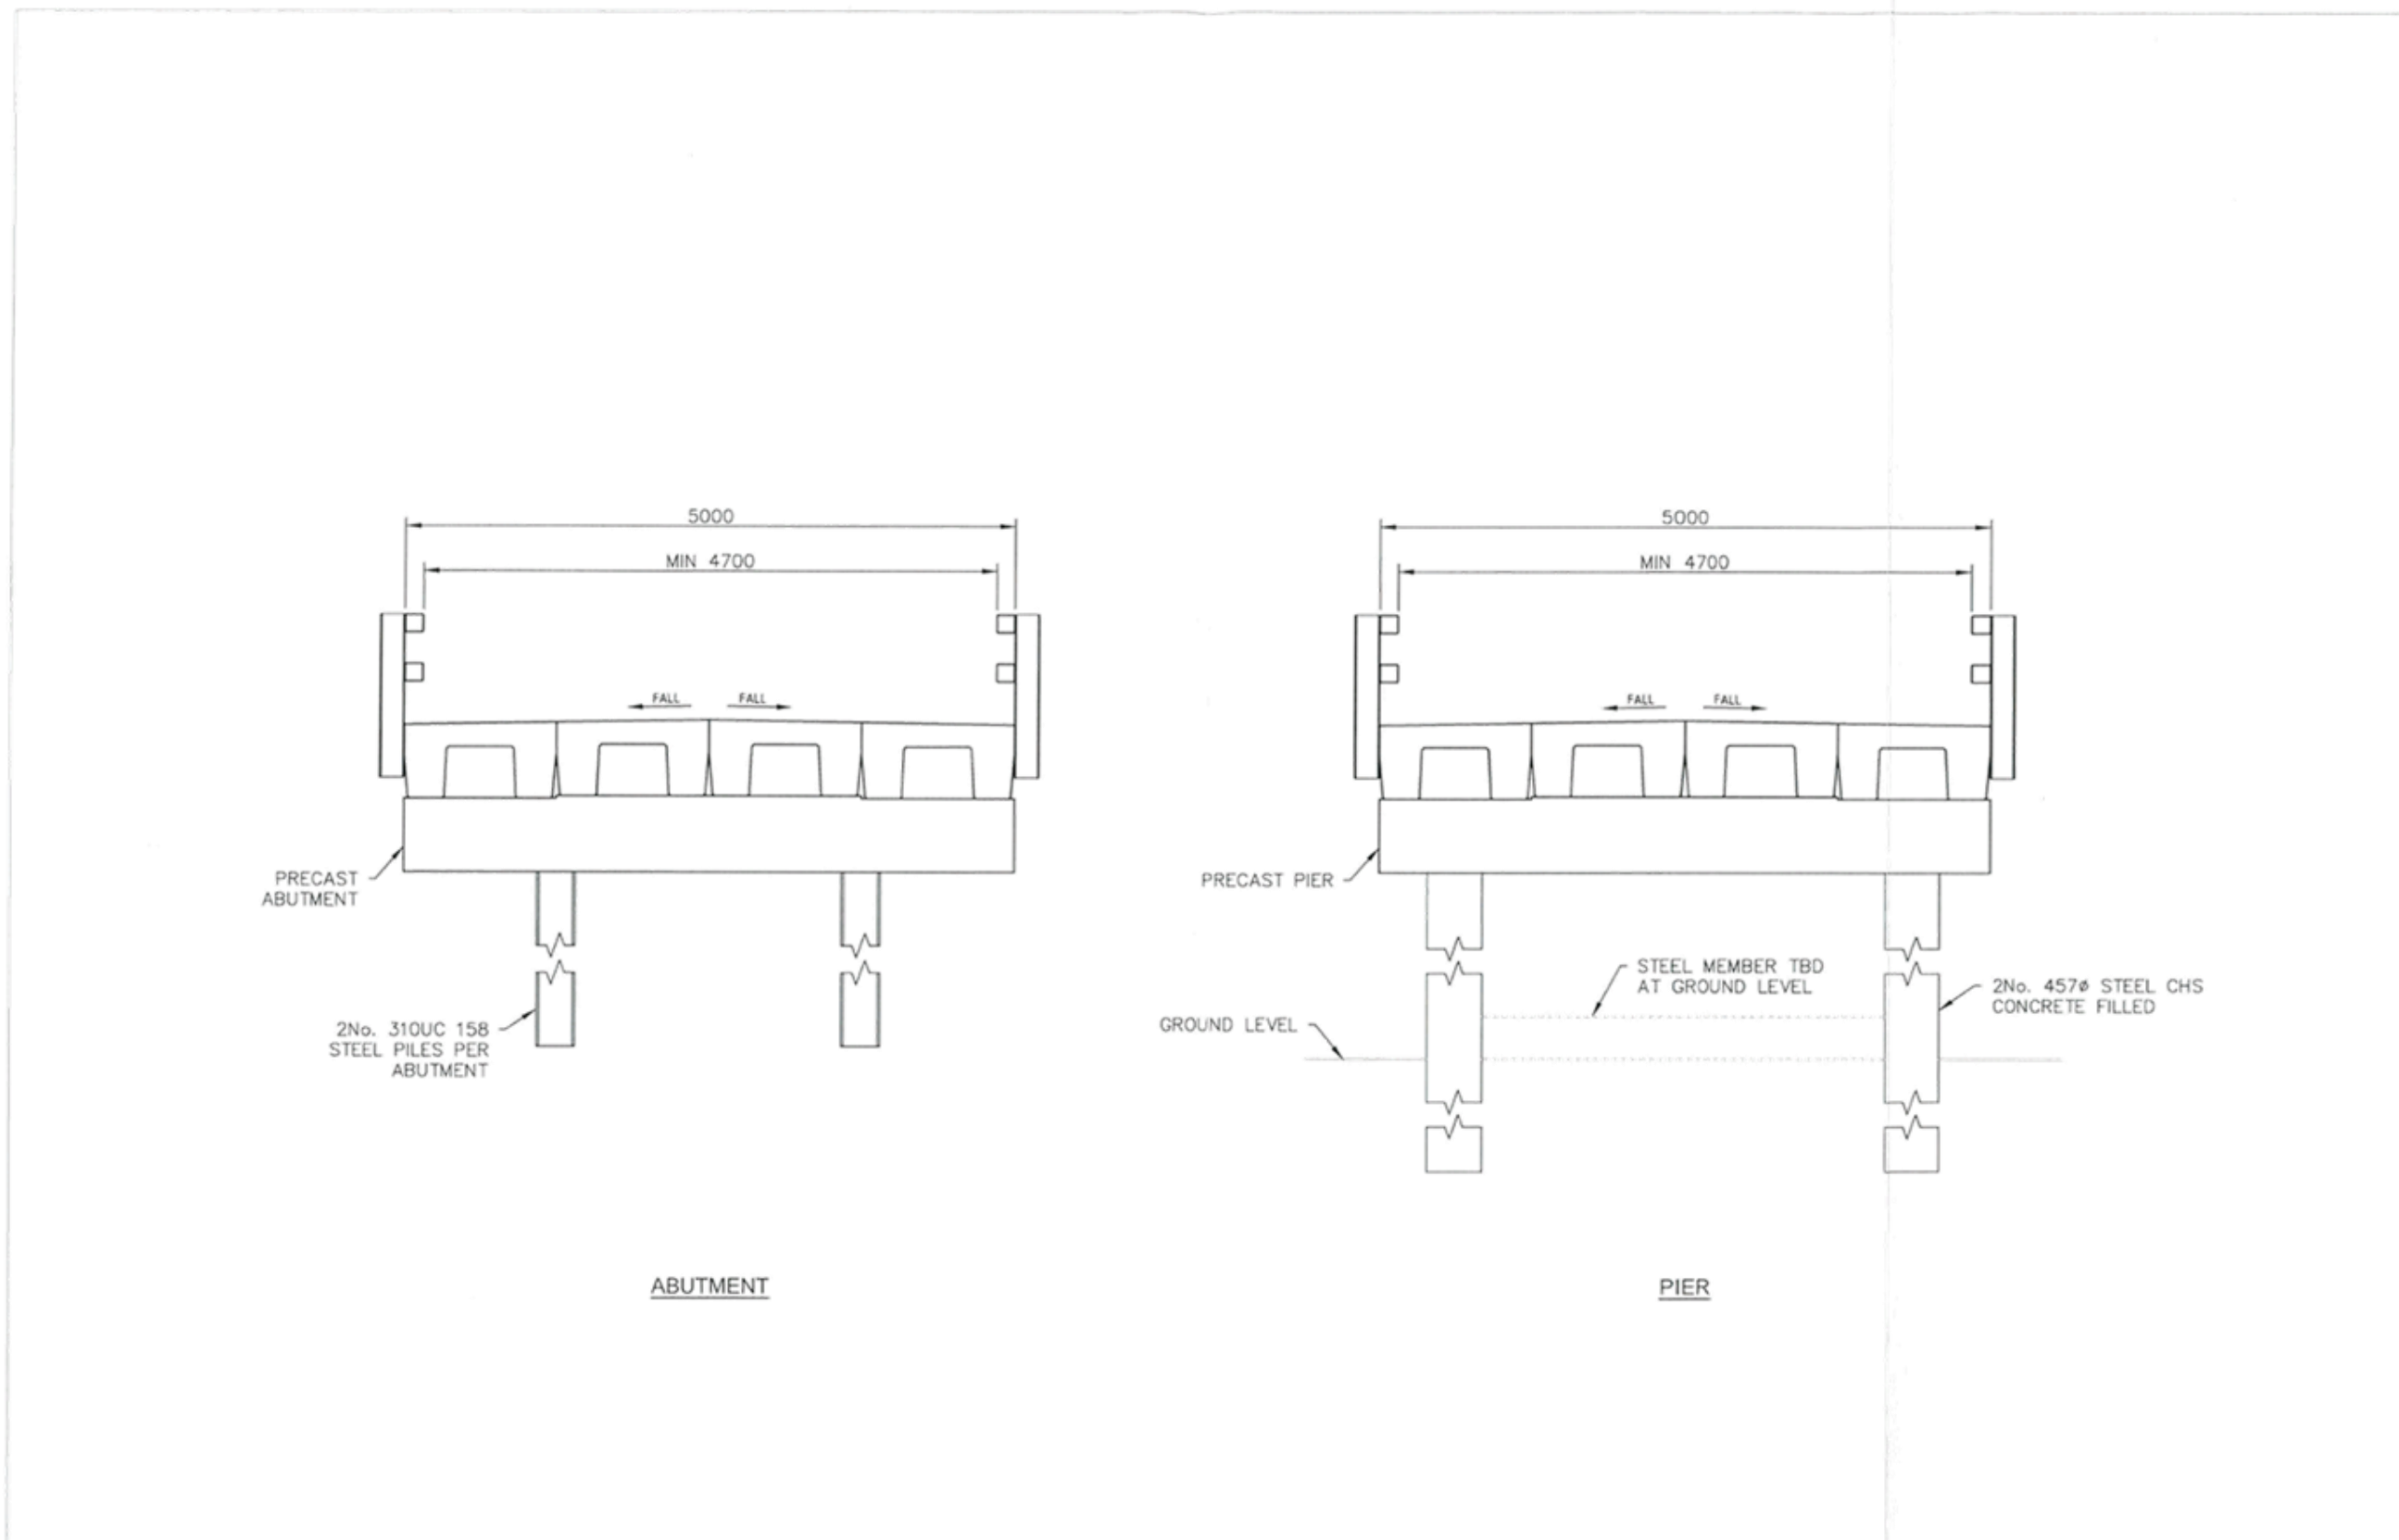 5000
MIN 4700
FALL
FALL
PRECAST
ABUTMENT
2No. 310UC 158
STEEL PILES PER
ABUTMENT
ABUTMENT
5000
MIN 4700
FALL
FALL
PRECAST PIER
STEEL MEMBER TBD
AT GROUND LEVEL
2No. 457ø STEEL CHS
CONCRETE FILLED
GROUND LEVEL
PIER